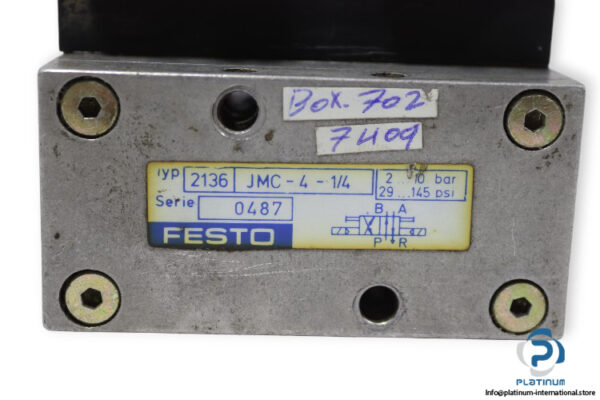 Box. 702
7409
Typ 2136 JMC - 4 - 1/4 2...10 bar
29...145 psi
Serie 0487
B A
FESTO
P R
PLATINUM
Info@platinum-international.store